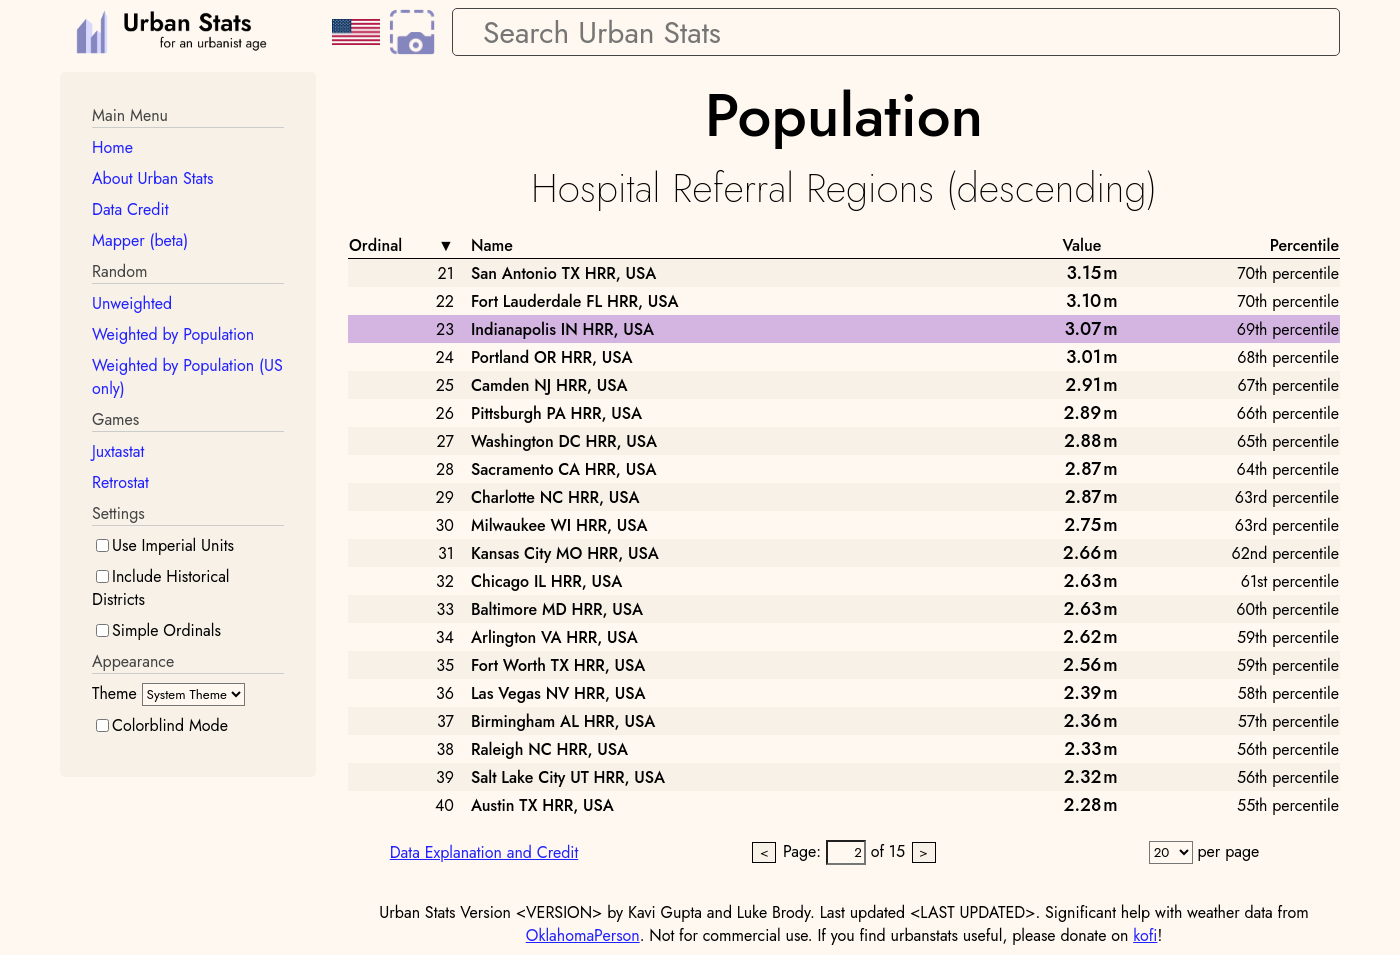 Urban Stats
for an urbanist age
Search Urban Stats
Main Menu
Home
About Urban Stats
Data Credit
Mapper (beta)
Random
Unweighted
Weighted by Population
Weighted by Population (US
only)
Games
Juxtastat
Retrostat
Settings
Use Imperial Units
Include Historical
Districts
Simple Ordinals
Appearance
Theme System Theme
Colorblind Mode
Population
Hospital Referral Regions (descending)
Ordinal ▼ Name Value Percentile
21 San Antonio TX HRR, USA 3.15 m 70th percentile
22 Fort Lauderdale FL HRR, USA 3.10 m 70th percentile
23 Indianapolis IN HRR, USA 3.07 m 69th percentile
24 Portland OR HRR, USA 3.01 m 68th percentile
25 Camden NJ HRR, USA 2.91 m 67th percentile
26 Pittsburgh PA HRR, USA 2.89 m 66th percentile
27 Washington DC HRR, USA 2.88 m 65th percentile
28 Sacramento CA HRR, USA 2.87 m 64th percentile
29 Charlotte NC HRR, USA 2.87 m 63rd percentile
30 Milwaukee WI HRR, USA 2.75 m 63rd percentile
31 Kansas City MO HRR, USA 2.66 m 62nd percentile
32 Chicago IL HRR, USA 2.63 m 61st percentile
33 Baltimore MD HRR, USA 2.63 m 60th percentile
34 Arlington VA HRR, USA 2.62 m 59th percentile
35 Fort Worth TX HRR, USA 2.56 m 59th percentile
36 Las Vegas NV HRR, USA 2.39 m 58th percentile
37 Birmingham AL HRR, USA 2.36 m 57th percentile
38 Raleigh NC HRR, USA 2.33 m 56th percentile
39 Salt Lake City UT HRR, USA 2.32 m 56th percentile
40 Austin TX HRR, USA 2.28 m 55th percentile
Data Explanation and Credit < Page: 2 of 15 > 20 per page
Urban Stats Version <VERSION> by Kavi Gupta and Luke Brody. Last updated <LAST UPDATED>. Significant help with weather data from
OklahomaPerson. Not for commercial use. If you find urbanstats useful, please donate on kofi!